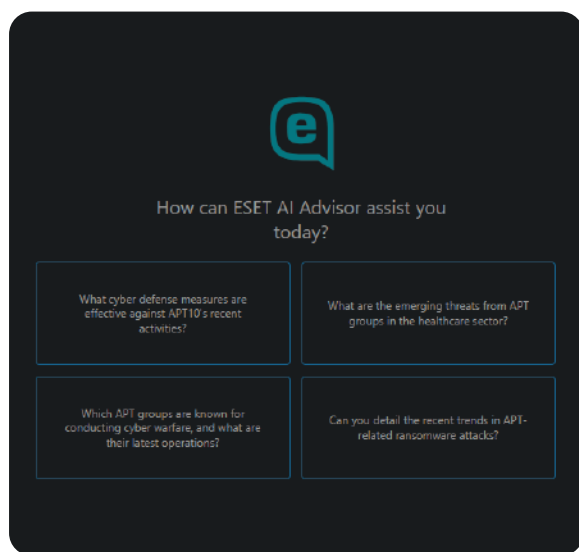 e
How can ESET AI Advisor assist you
today?
What cyber defense measures are
effective against APT10's recent
activities?
What are the emerging threats from APT
groups in the healthcare sector?
Which APT groups are known for
conducting cyber warfare, and what are
their latest operations?
Can you detail the recent trends in APT-
related ransomware attacks?